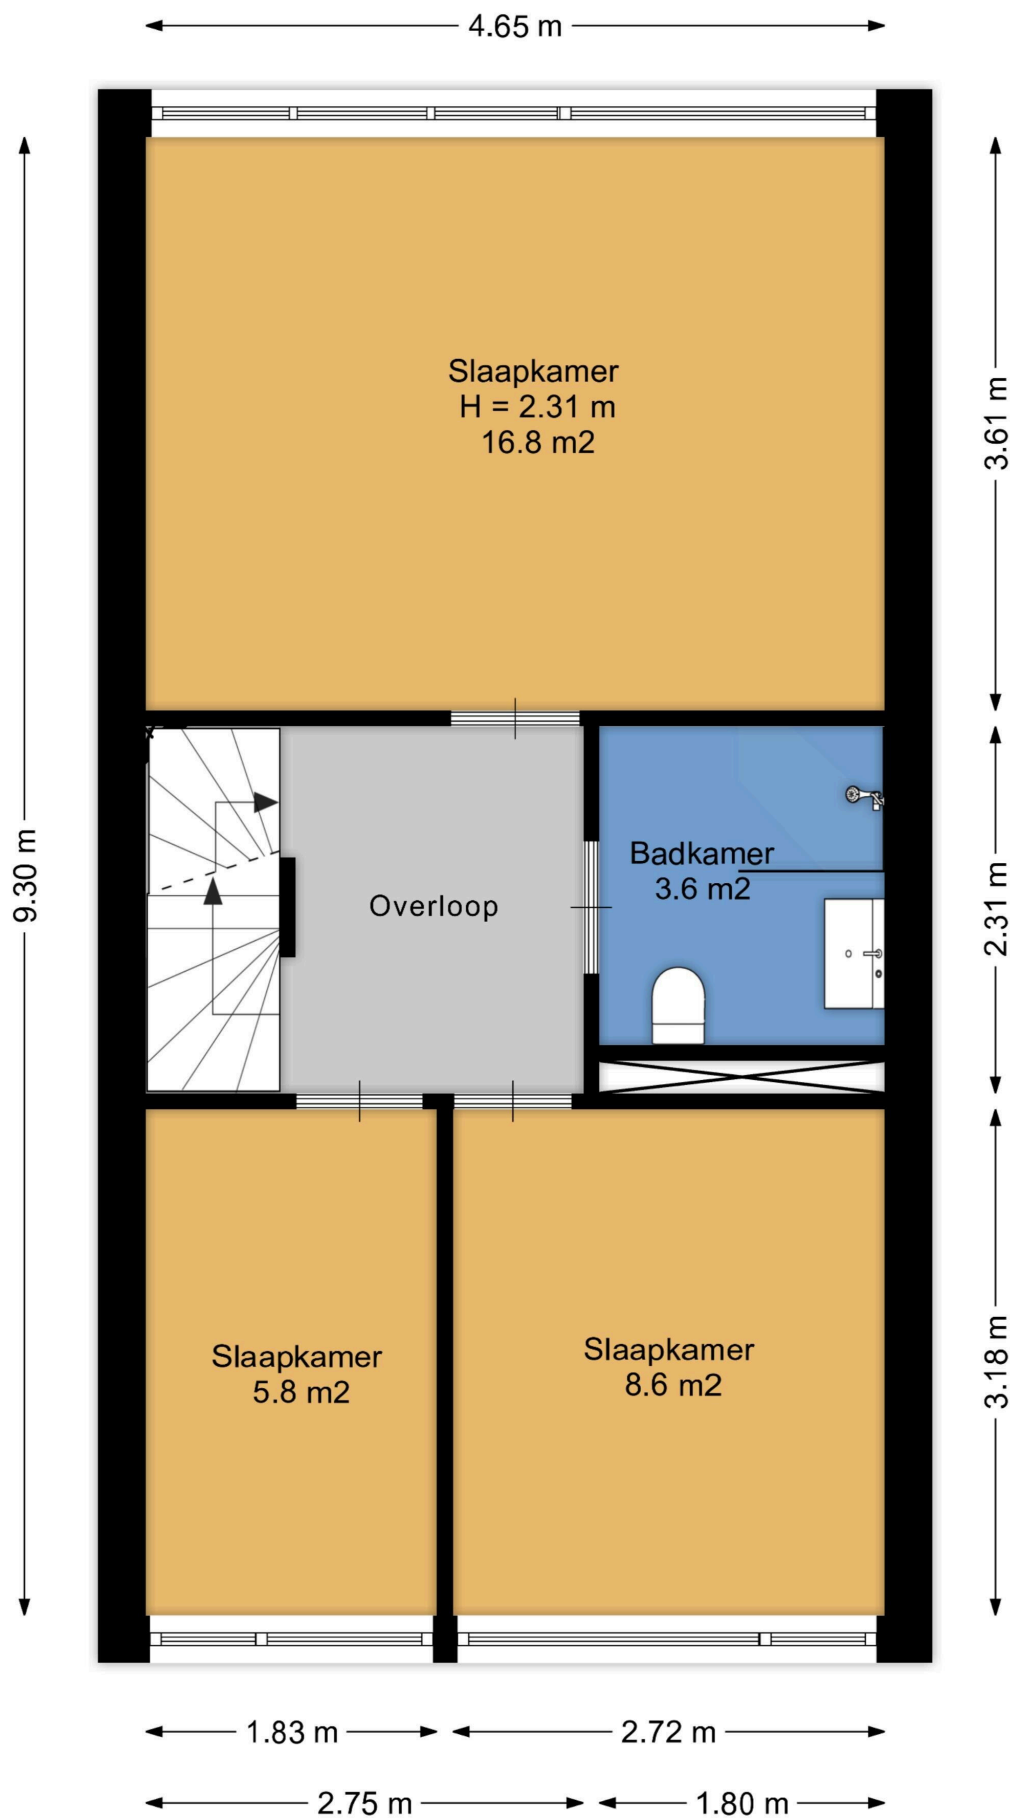 4.65 m
Slaapkamer
H = 2.31 m
16.8 m2
3.61 m
9.30 m
Overloop
Badkamer
3.6 m2
2.31 m
Slaapkamer
5.8 m2
Slaapkamer
8.6 m2
3.18 m
1.83 m
2.72 m
2.75 m
1.80 m